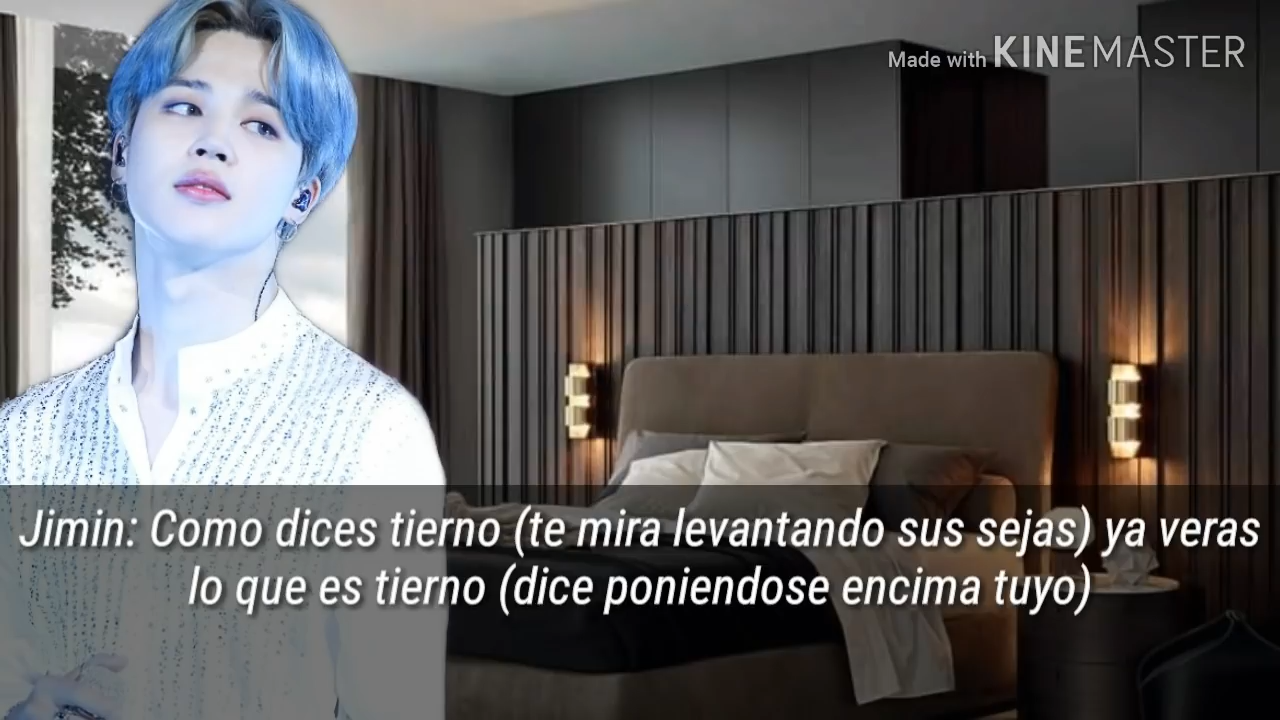 Made with KINEMASTER
Jimin: Como dices tierno (te mira levantando sus sejas) ya veras
lo que es tierno (dice poniendose encima tuyo)